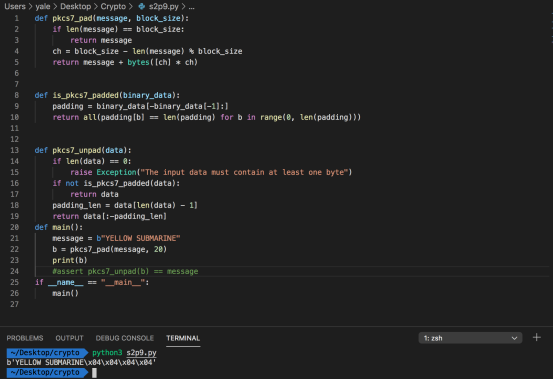 Users > yale > Desktop > Crypto > s2p9.py > ...
1 def pkcs7_pad(message, block_size):
2     if len(message) == block_size:
3         return message
4     ch = block_size - len(message) % block_size
5     return message + bytes([ch] * ch)
6
7
8 def is_pkcs7_padded(binary_data):
9     padding = binary_data[-binary_data[-1]:]
10     return all(padding[b] == len(padding) for b in range(0, len(padding)))
11
12
13 def pkcs7_unpad(data):
14     if len(data) == 0:
15         raise Exception("The input data must contain at least one byte")
16     if not is_pkcs7_padded(data):
17         return data
18     padding_len = data[len(data) - 1]
19     return data[:-padding_len]
20 def main():
21     message = b"YELLOW SUBMARINE"
22     b = pkcs7_pad(message, 20)
23     print(b)
24     #assert pkcs7_unpad(b) == message
25 if __name__ == "__main__":
26     main()
27
PROBLEMS OUTPUT DEBUG CONSOLE TERMINAL 1: zsh
~/Desktop/crypto python3 s2p9.py
b'YELLOW SUBMARINE\x04\x04\x04\x04'
~/Desktop/crypto